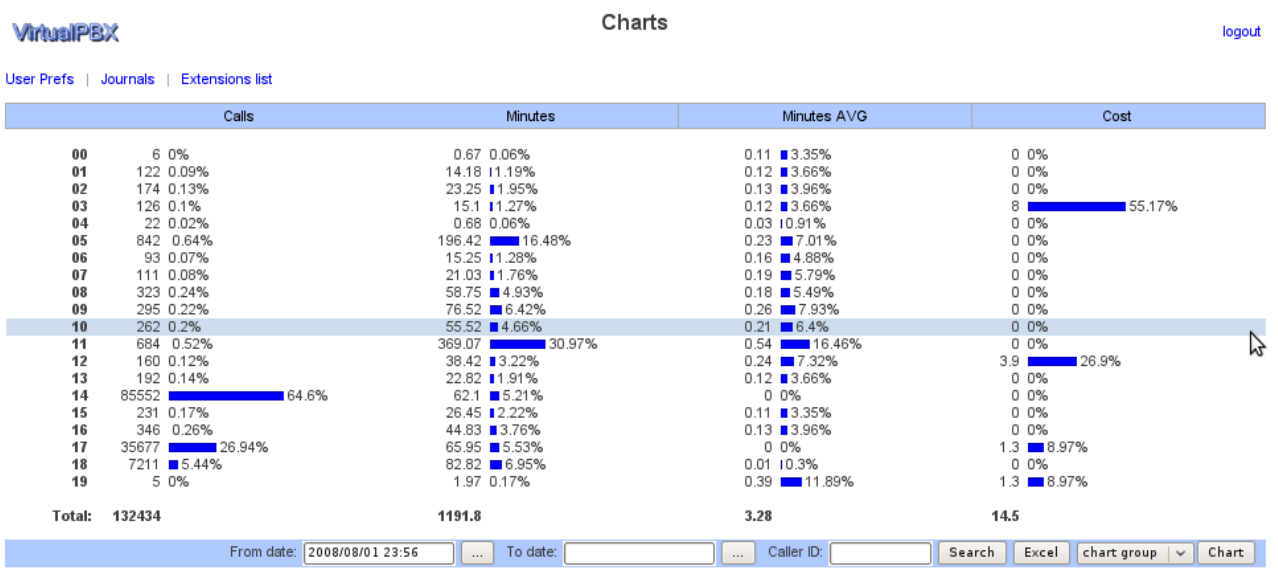 VirtualPBX
Charts
logout
User Prefs | Journals | Extensions list
Calls Minutes Minutes AVG Cost
00 6 0% 0.67 0.06% 0.11 3.35% 0 0%
01 122 0.09% 14.18 1.19% 0.12 3.66% 0 0%
02 174 0.13% 23.25 1.95% 0.13 3.96% 0 0%
03 126 0.1% 15.1 1.27% 0.12 3.66% 8 55.17%
04 22 0.02% 0.68 0.06% 0.03 0.91% 0 0%
05 842 0.64% 196.42 16.48% 0.23 7.01% 0 0%
06 93 0.07% 15.25 1.28% 0.16 4.88% 0 0%
07 111 0.08% 21.03 1.76% 0.19 5.79% 0 0%
08 323 0.24% 58.75 4.93% 0.18 5.49% 0 0%
09 295 0.22% 76.52 6.42% 0.26 7.93% 0 0%
10 262 0.2% 55.52 4.66% 0.21 6.4% 0 0%
11 684 0.52% 369.07 30.97% 0.54 16.46% 0 0%
12 160 0.12% 38.42 3.22% 0.24 7.32% 3.9 26.9%
13 192 0.14% 22.82 1.91% 0.12 3.66% 0 0%
14 85552 64.6% 62.1 5.21% 0 0% 0 0%
15 231 0.17% 26.45 2.22% 0.11 3.35% 0 0%
16 346 0.26% 44.83 3.76% 0.13 3.96% 0 0%
17 35677 26.94% 65.95 5.53% 0 0% 1.3 8.97%
18 7211 5.44% 82.82 6.95% 0.01 0.3% 0 0%
19 5 0% 1.97 0.17% 0.39 11.89% 1.3 8.97%
Total: 132434 1191.8 3.28 14.5
From date: 2008/08/01 23:56 ... To date: ... Caller ID: Search Excel chart group Chart